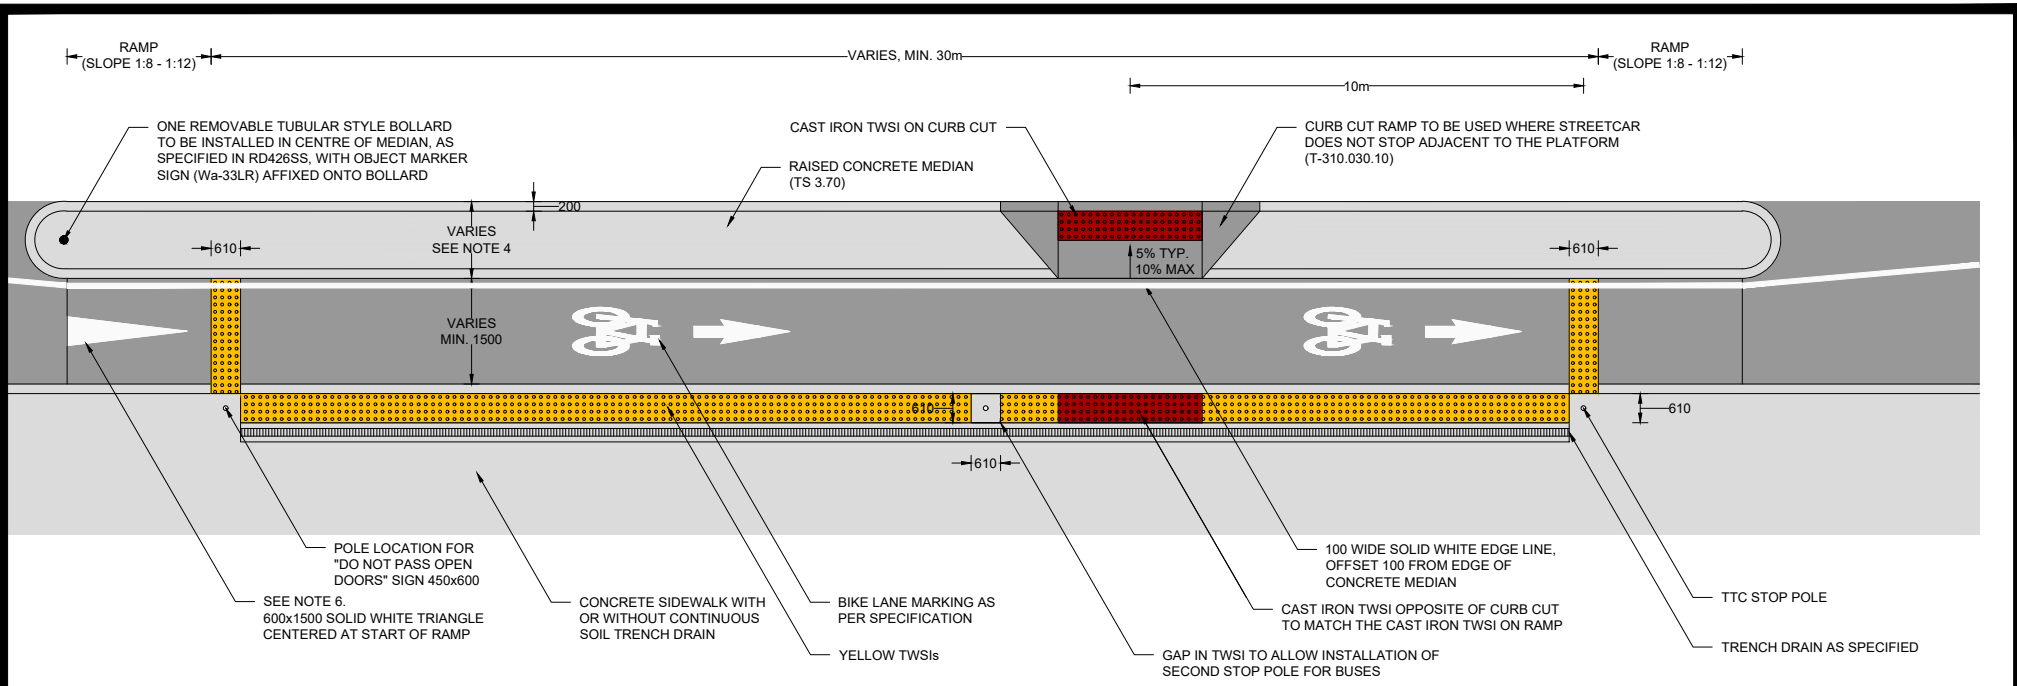 RAMP
(SLOPE 1:8 - 1:12)
VARIES, MIN. 30m
RAMP
(SLOPE 1:8 - 1:12)
10m
ONE REMOVABLE TUBULAR STYLE BOLLARD
TO BE INSTALLED IN CENTRE OF MEDIAN, AS
SPECIFIED IN RD426SS, WITH OBJECT MARKER
SIGN (Wa-33LR) AFFIXED ONTO BOLLARD
CAST IRON TWSI ON CURB CUT
RAISED CONCRETE MEDIAN
(TS 3.70)
CURB CUT RAMP TO BE USED WHERE STREETCAR
DOES NOT STOP ADJACENT TO THE PLATFORM
(T-310.030.10)
200
VARIES
SEE NOTE 4
610
5% TYP.
10% MAX
610
VARIES
MIN. 1500
610
610
610
POLE LOCATION FOR
"DO NOT PASS OPEN
DOORS" SIGN 450x600
SEE NOTE 6.
600x1500 SOLID WHITE TRIANGLE
CENTERED AT START OF RAMP
CONCRETE SIDEWALK WITH
OR WITHOUT CONTINUOUS
SOIL TRENCH DRAIN
BIKE LANE MARKING AS
PER SPECIFICATION
YELLOW TWSIs
100 WIDE SOLID WHITE EDGE LINE,
OFFSET 100 FROM EDGE OF
CONCRETE MEDIAN
CAST IRON TWSI OPPOSITE OF CURB CUT
TO MATCH THE CAST IRON TWSI ON RAMP
GAP IN TWSI TO ALLOW INSTALLATION OF
SECOND STOP POLE FOR BUSES
TTC STOP POLE
TRENCH DRAIN AS SPECIFIED